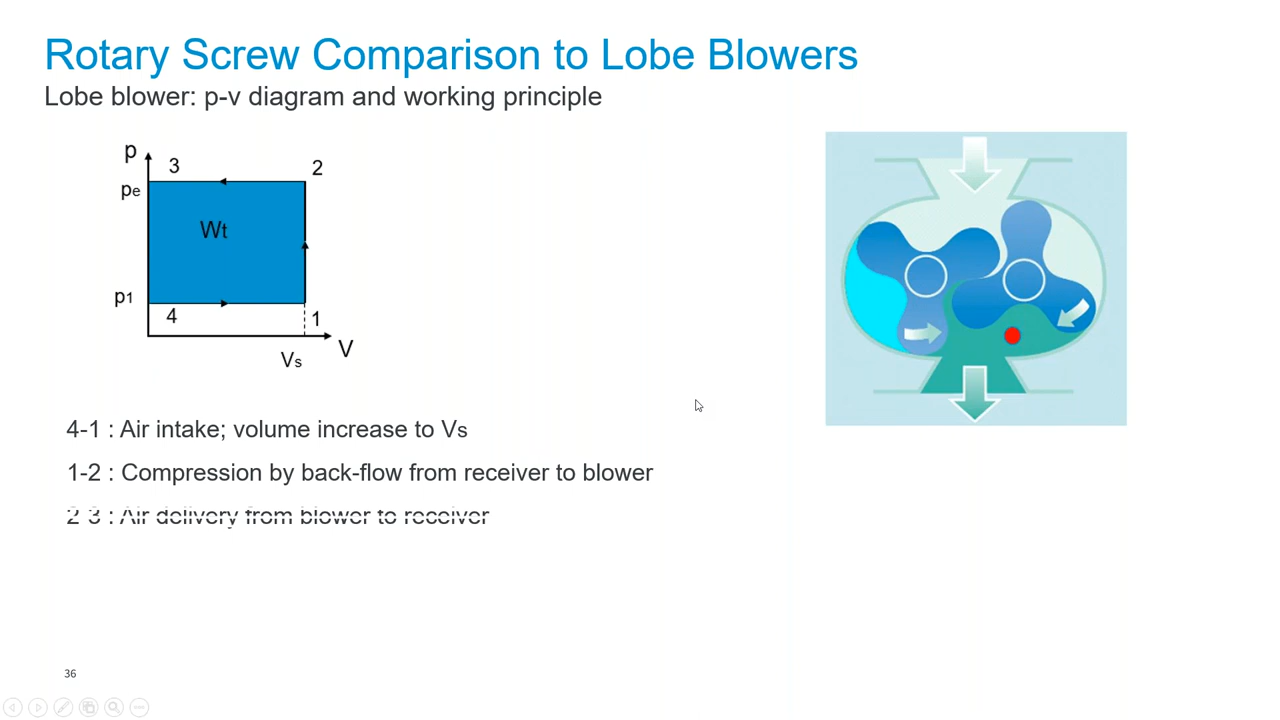 Rotary Screw Comparison to Lobe Blowers
Lobe blower: p-v diagram and working principle
p
3
2
pe
Wt
p1
4
1
Vs
V
4-1 : Air intake; volume increase to Vs
1-2 : Compression by back-flow from receiver to blower
2-3 : Air delivery from blower to receiver
36